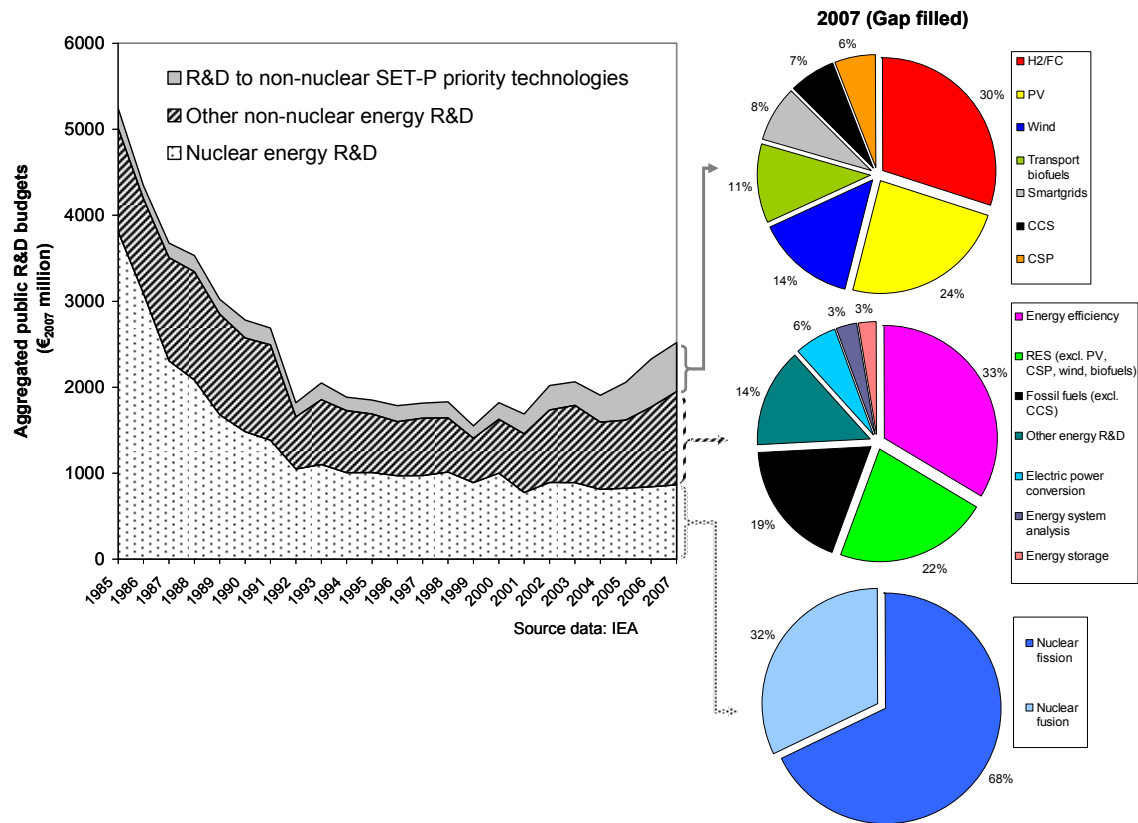 2007 (Gap filled)
6000
5000
4000
3000
2000
1000
0
Aggregated public R&D budgets
(€2007 million)
R&D to non-nuclear SET-P priority technologies
Other non-nuclear energy R&D
Nuclear energy R&D
1985
1986
1987
1988
1989
1990
1991
1992
1993
1994
1995
1996
1997
1998
1999
2000
2001
2002
2003
2004
2005
2006
2007
Source data: IEA
30%
24%
14%
11%
8%
7%
6%
H2/FC
PV
Wind
Transport
biofuels
Smartgrids
CCS
CSP
33%
22%
19%
14%
6%
3%
3%
Energy efficiency
RES (excl. PV,
CSP, wind, biofuels)
Fossil fuels (excl.
CCS)
Other energy R&D
Electric power
conversion
Energy system
analysis
Energy storage
32%
68%
Nuclear
fission
Nuclear
fusion